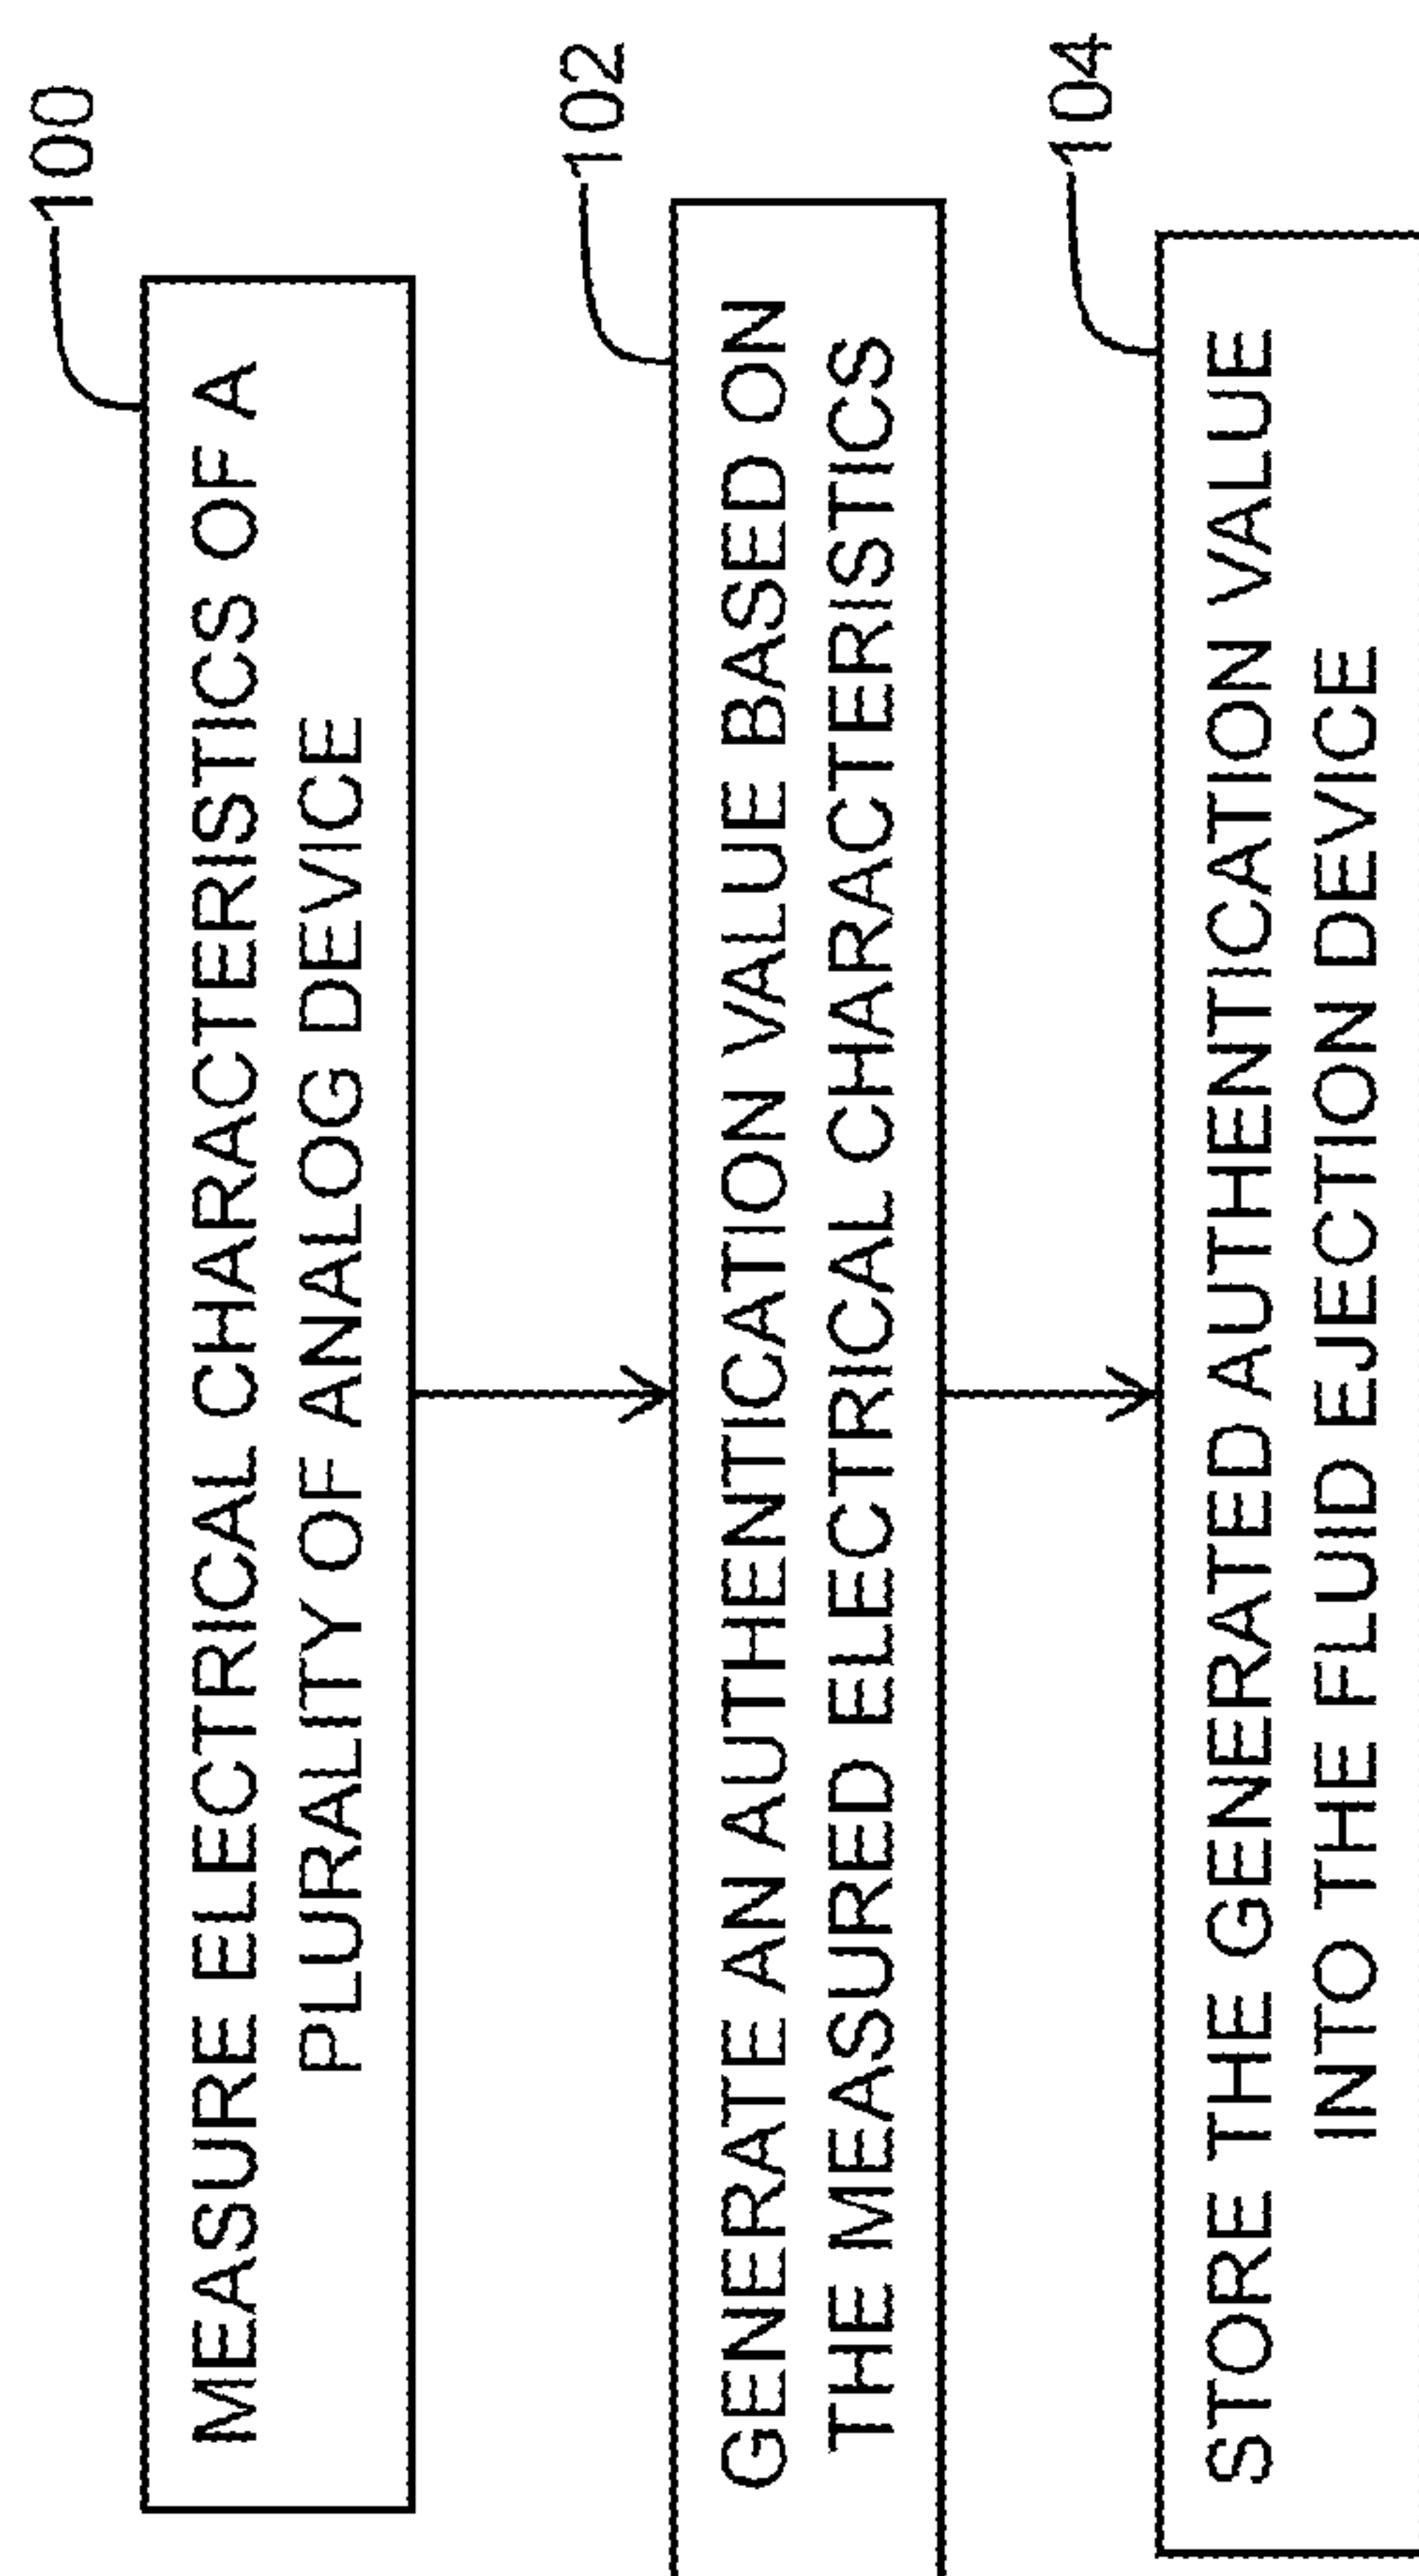 100
MEASURE ELECTRICAL CHARACTERISTICS OF A
PLURALITY OF ANALOG DEVICE
102
GENERATE AN AUTHENTICATION VALUE BASED ON
THE MEASURED ELECTRICAL CHARACTERISTICS
104
STORE THE GENERATED AUTHENTICATION VALUE
INTO THE FLUID EJECTION DEVICE